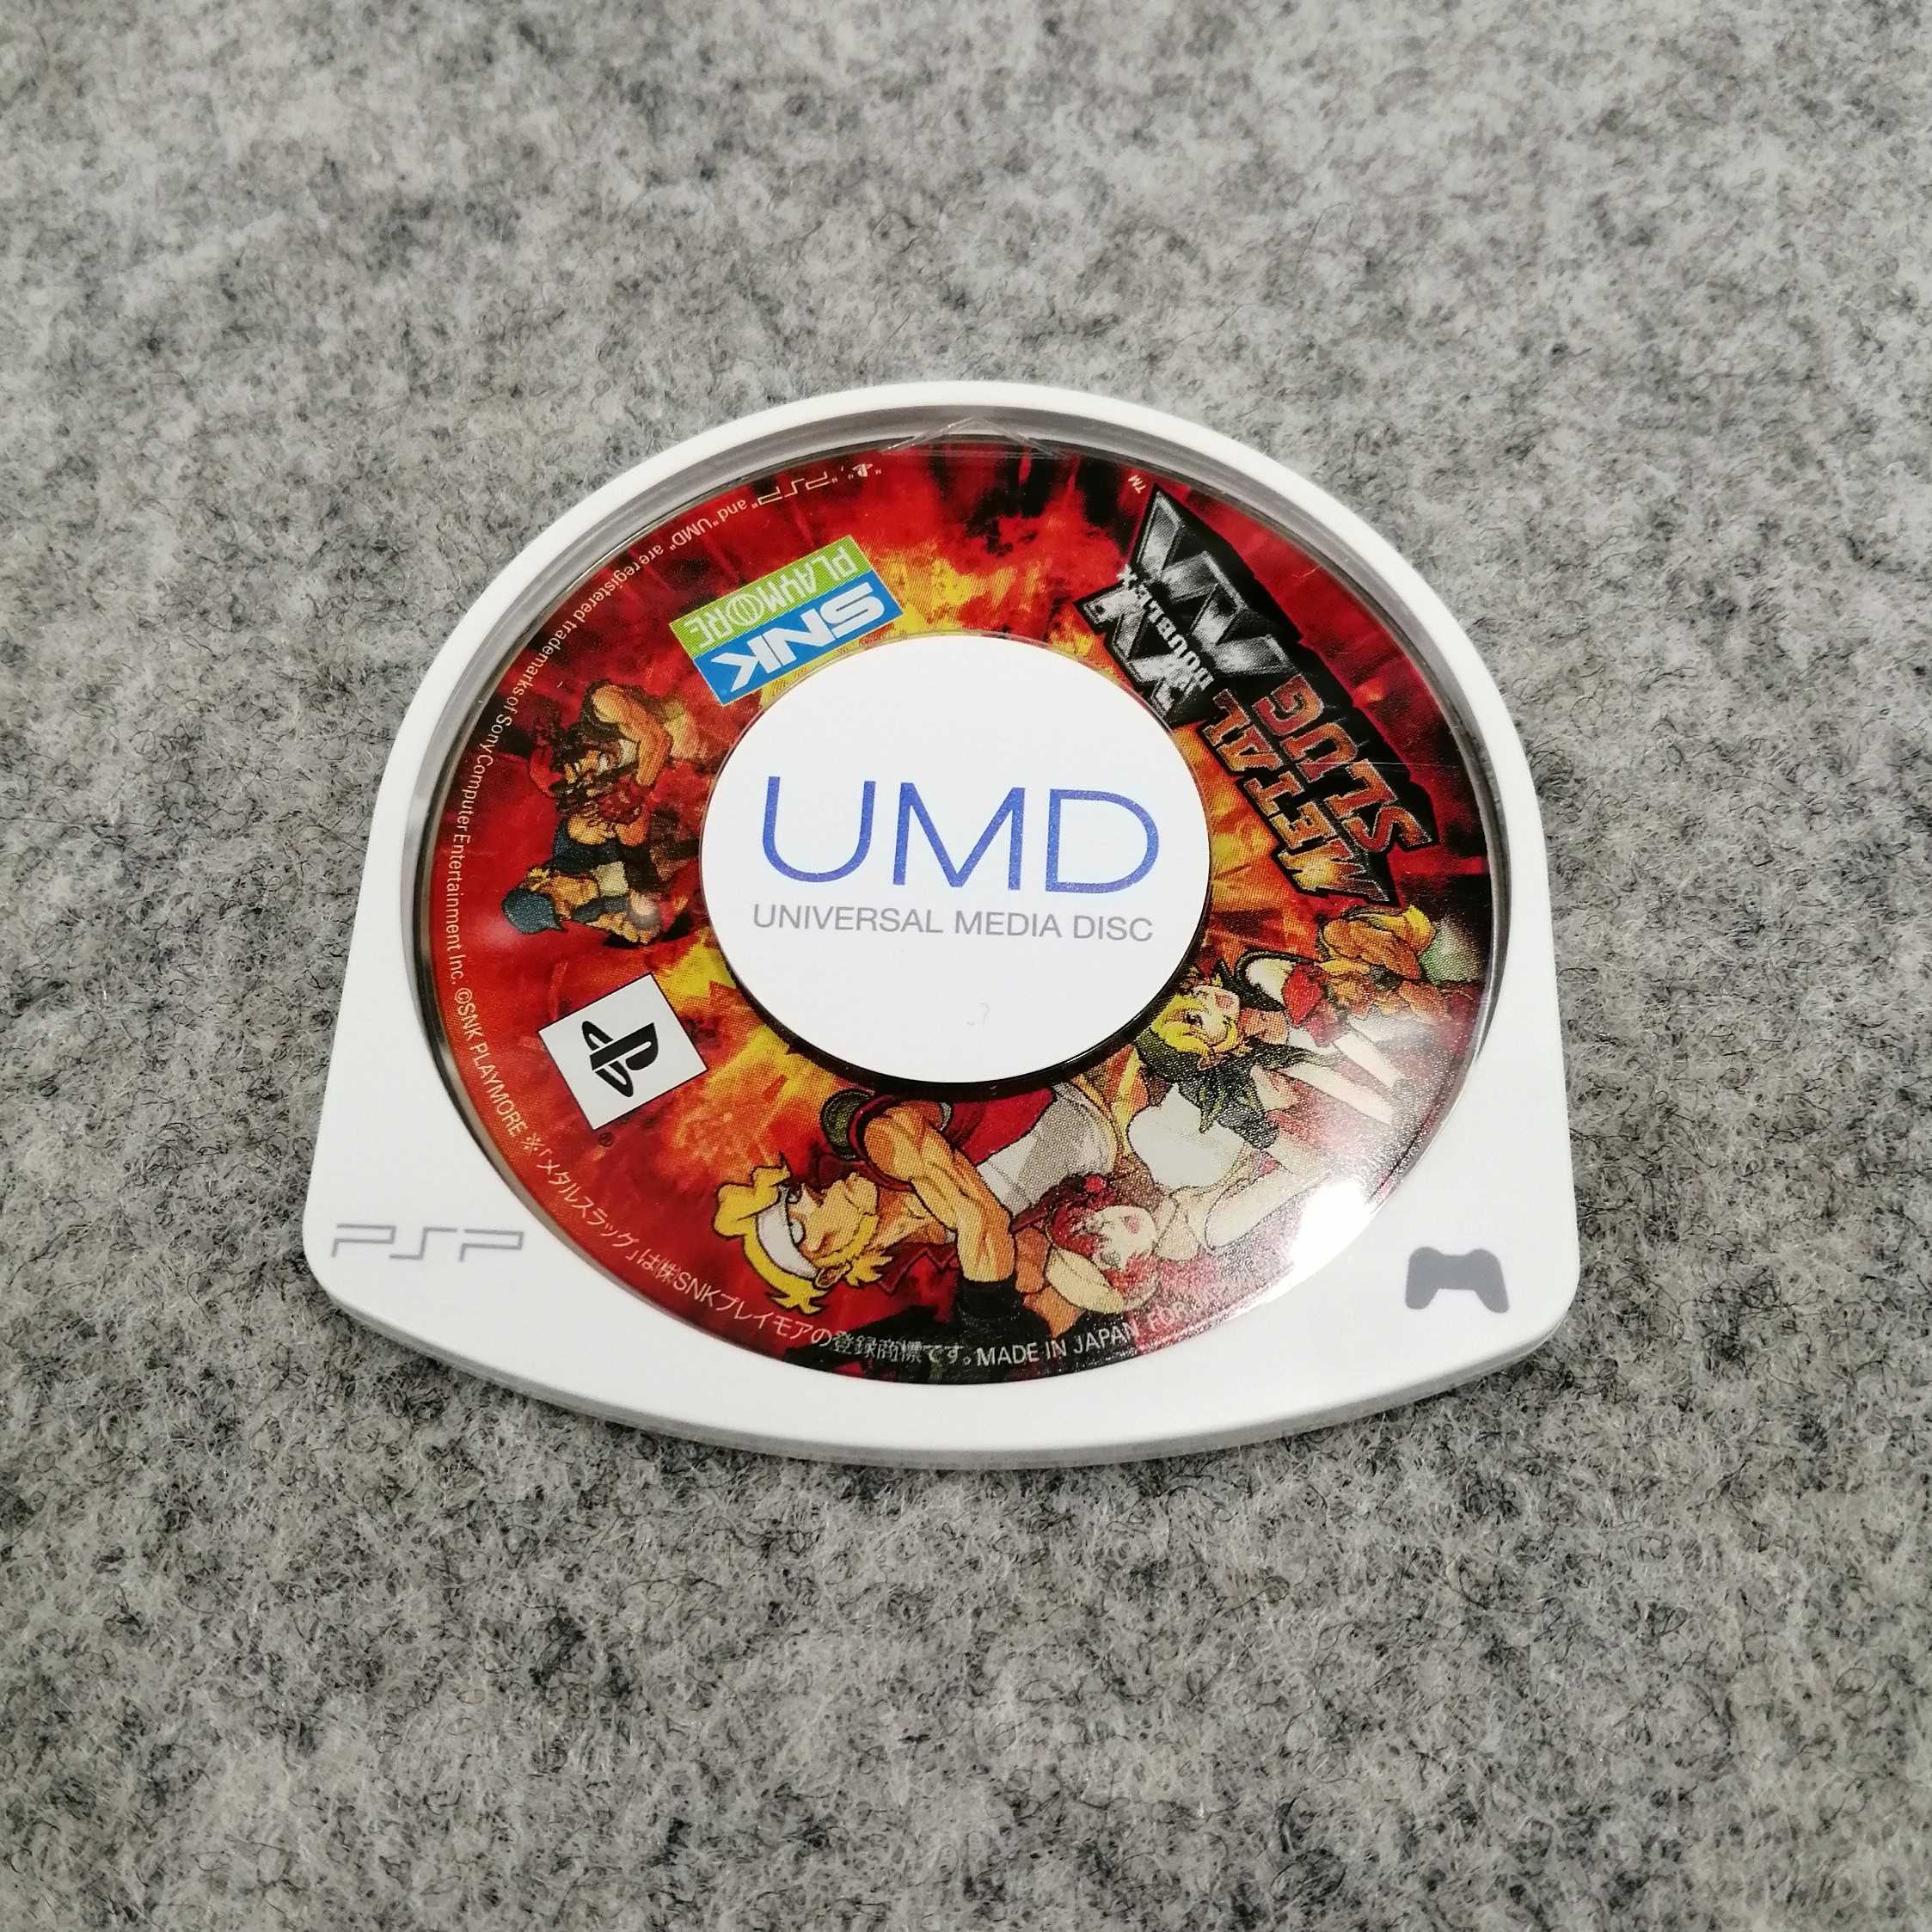 UMD
UNIVERSAL MEDIA DISC
METAL
SLUG
XX
DOUBLE X
™
SNK
PLAYMORE
PSP
"", "PSP" and "UMD" are registered trademarks of Sony Computer Entertainment Inc. ©SNK PLAYMORE ※「メタルスラッグ」は㈱SNKプレイモアの登録商標です。MADE IN JAPAN FOR
®